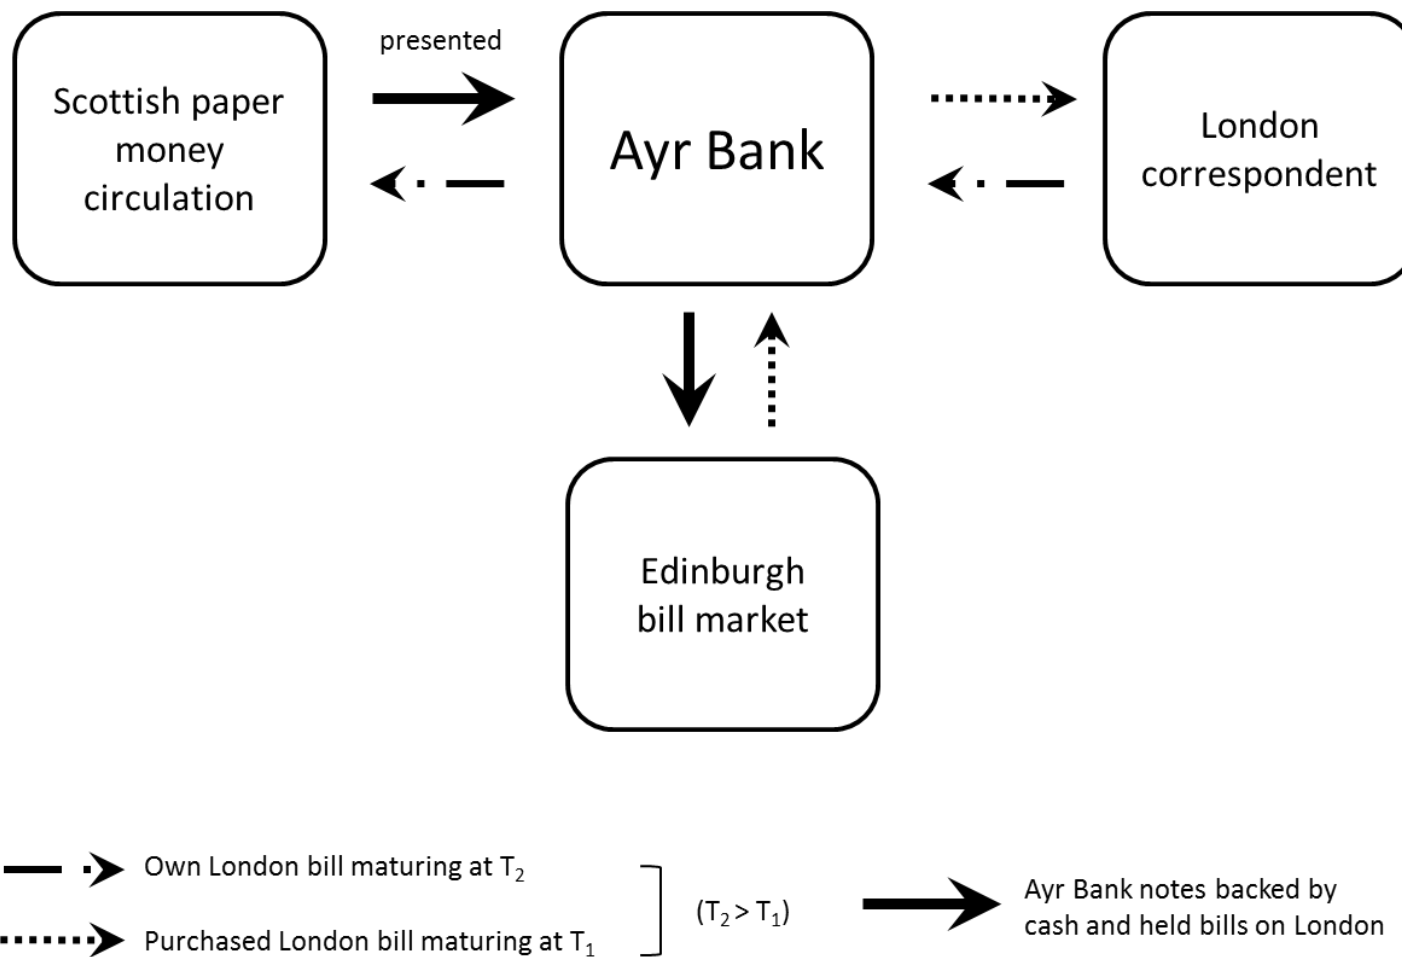 presented
Scottish paper
money
circulation
Ayr Bank
London
correspondent
Edinburgh
bill market
Own London bill maturing at T₂
Purchased London bill maturing at T₁
(T₂ > T₁)
Ayr Bank notes backed by
cash and held bills on London